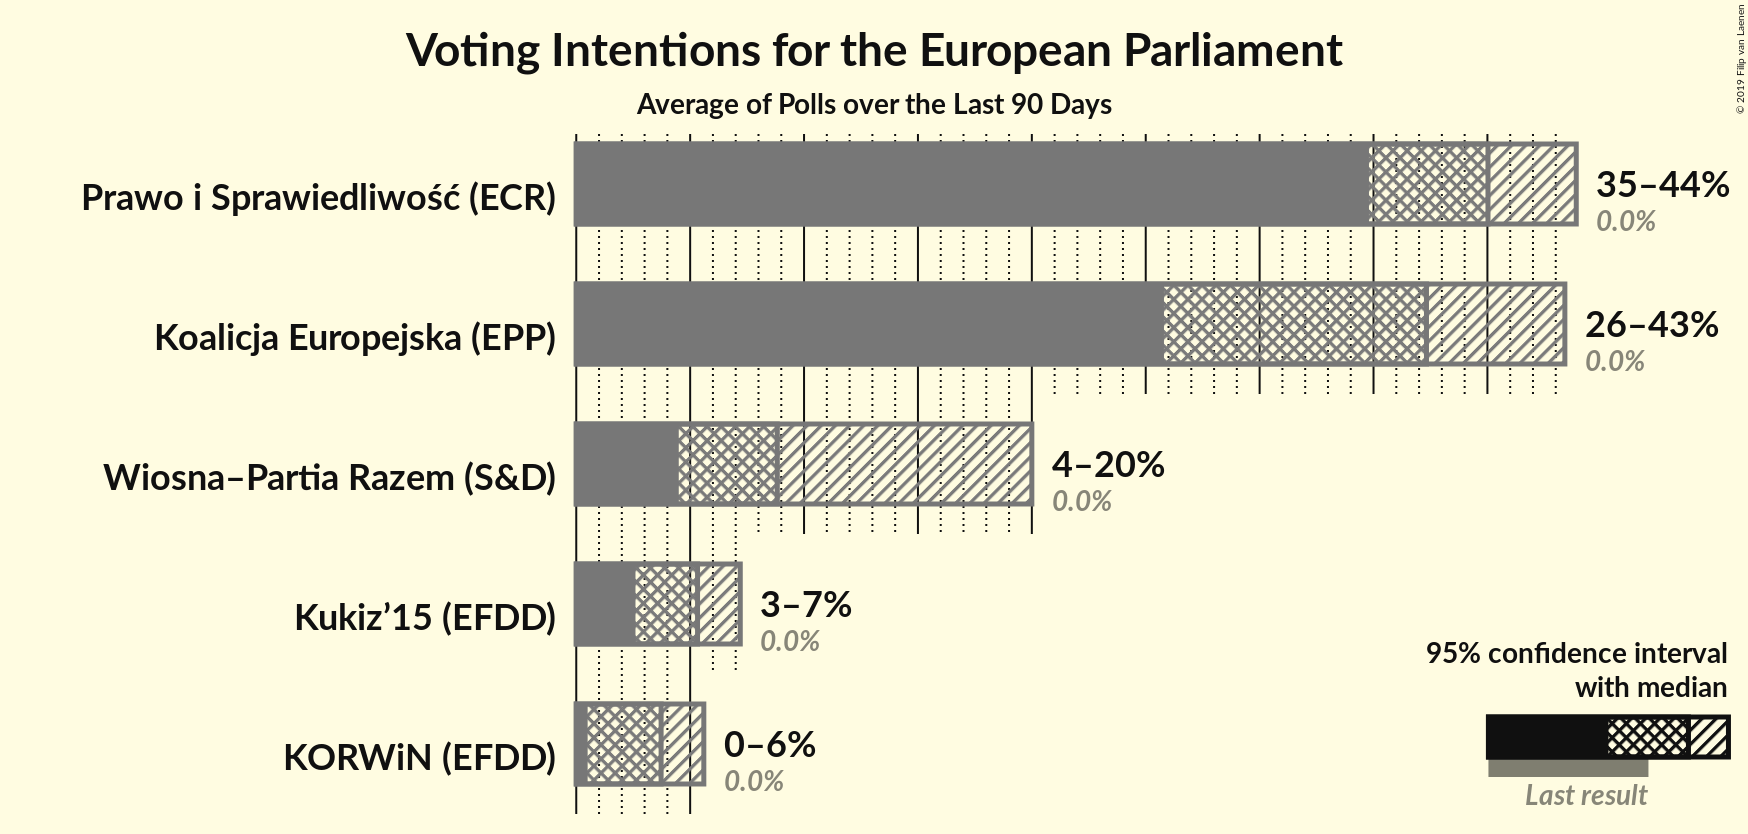 Voting Intentions for the European Parliament
Average of Polls over the Last 90 Days
© 2019 Filip van Laenen
Prawo i Sprawiedliwość (ECR)
35–44%
0.0%
Koalicja Europejska (EPP)
26–43%
0.0%
Wiosna–Partia Razem (S&D)
4–20%
0.0%
Kukiz’15 (EFDD)
3–7%
0.0%
KORWiN (EFDD)
0–6%
0.0%
95% confidence interval
with median
Last result